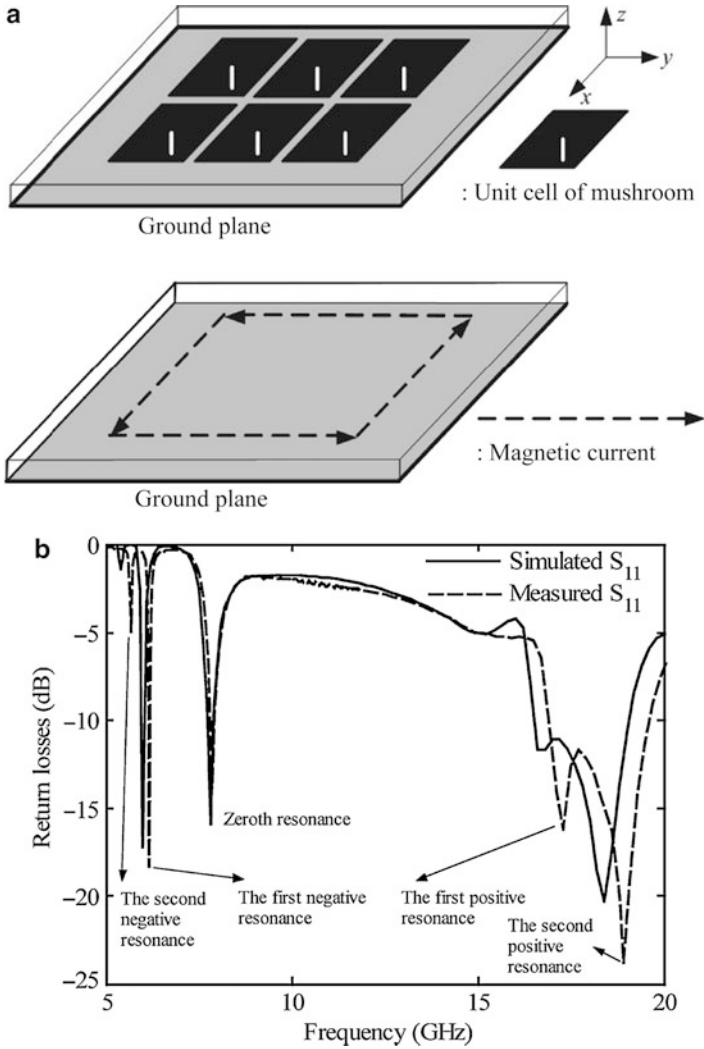 a
z
y
x
: Unit cell of mushroom
Ground plane
: Magnetic current
Ground plane
b
0
−5
−10
−15
−20
−25
Return losses (dB)
Simulated S11
Measured S11
Zeroth resonance
The second
negative
resonance
The first negative
resonance
The first positive
resonance
The second
positive
resonance
5
10
15
20
Frequency (GHz)